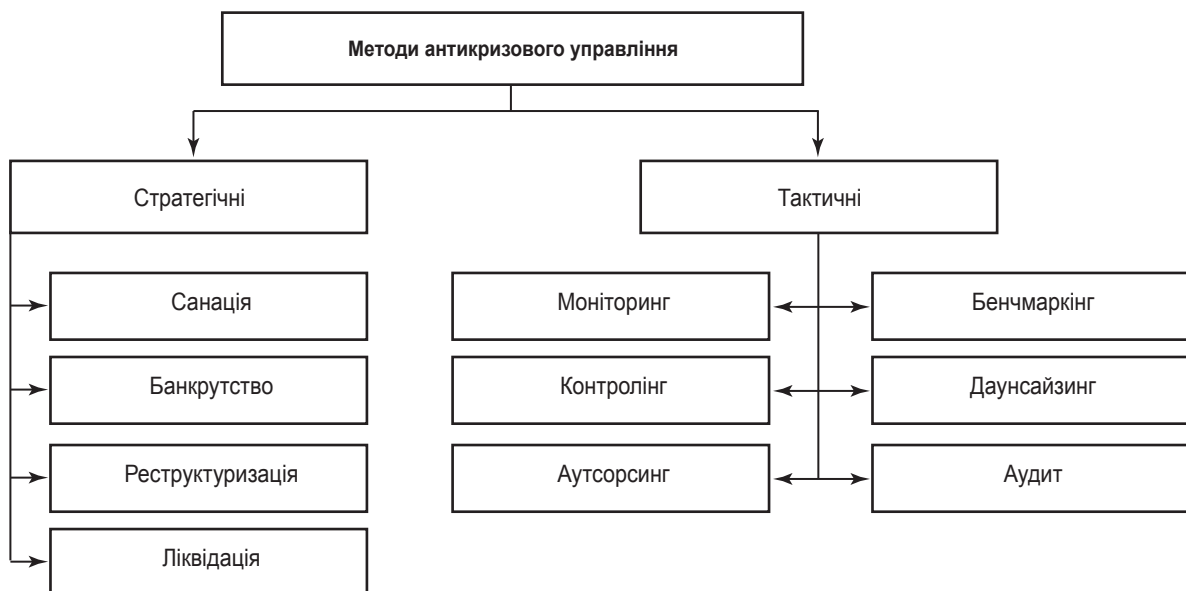 Методи антикризового управління
Стратегічні
Тактичні
Санація
Моніторинг
Бенчмаркінг
Банкрутство
Контролінг
Даунсайзинг
Реструктуризація
Аутсорсинг
Аудит
Ліквідація